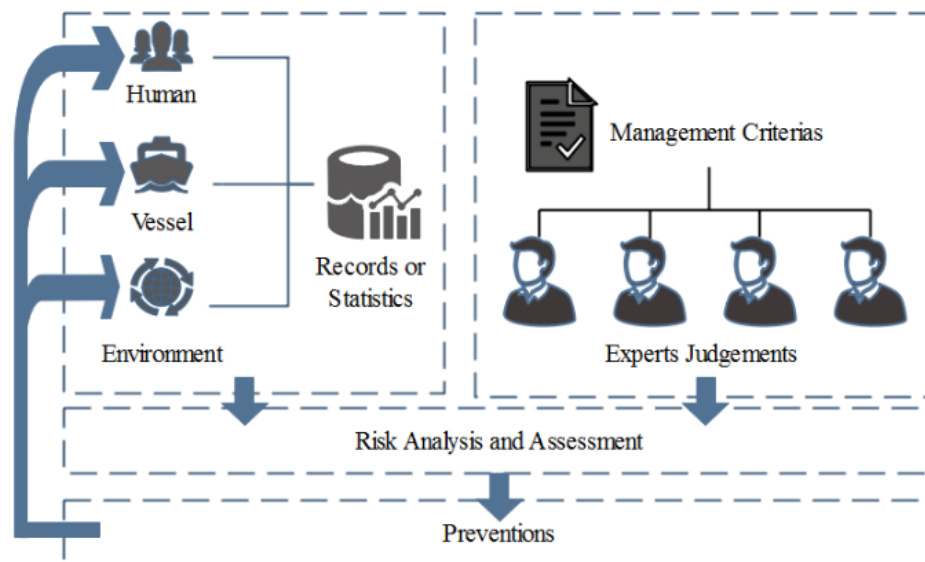 Human
Vessel
Environment
Records or
Statistics
Management Criterias
Experts Judgements
Risk Analysis and Assessment
Preventions